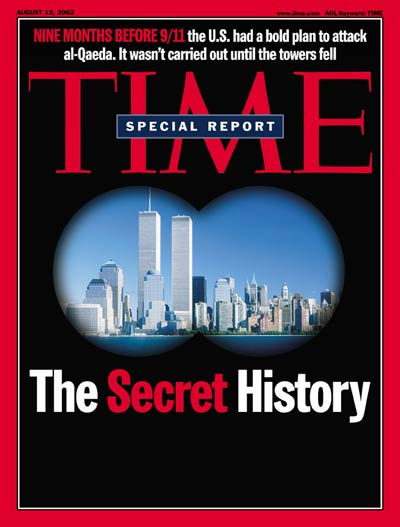 AUGUST 12, 2002
www.time.com AOL Keyword: TIME
NINE MONTHS BEFORE 9/11 the U.S. had a bold plan to attack
al-Qaeda. It wasn't carried out until the towers fell
TIME
SPECIAL REPORT
The Secret History